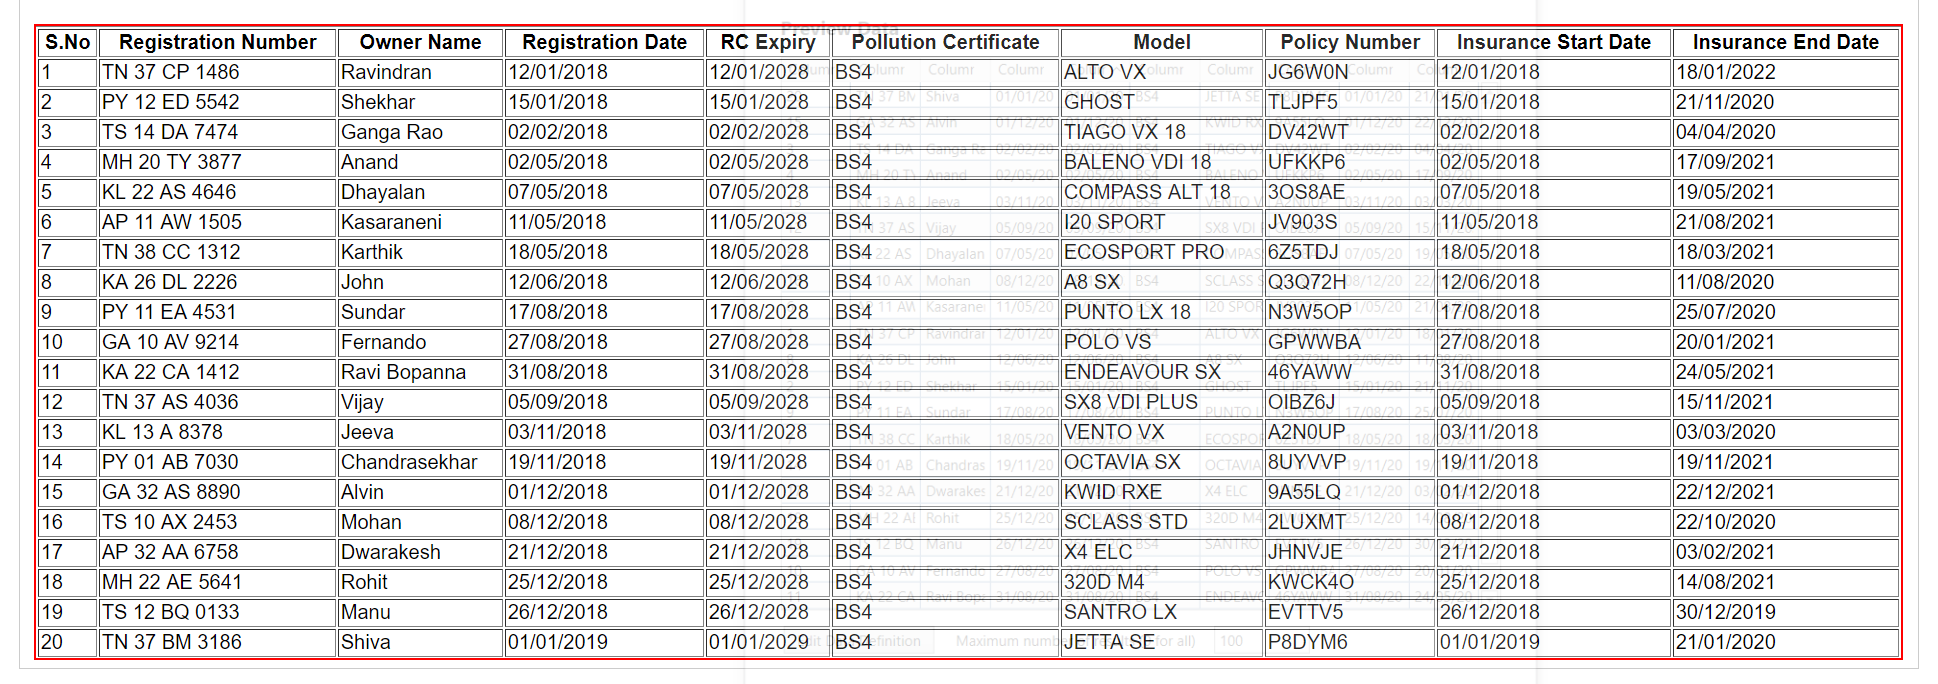 Preview Data
S.No Registration Number Owner Name Registration Date RC Expiry Pollution Certificate Model Policy Number Insurance Start Date Insurance End Date
1 TN 37 CP 1486 Ravindran 12/01/2018 12/01/2028 BS4 ALTO VX JG6W0N 12/01/2018 18/01/2022
2 PY 12 ED 5542 Shekhar 15/01/2018 15/01/2028 BS4 GHOST TLJPF5 15/01/2018 21/11/2020
3 TS 14 DA 7474 Ganga Rao 02/02/2018 02/02/2028 BS4 TIAGO VX 18 DV42WT 02/02/2018 04/04/2020
4 MH 20 TY 3877 Anand 02/05/2018 02/05/2028 BS4 BALENO VDI 18 UFKKP6 02/05/2018 17/09/2021
5 KL 22 AS 4646 Dhayalan 07/05/2018 07/05/2028 BS4 COMPASS ALT 18 3OS8AE 07/05/2018 19/05/2021
6 AP 11 AW 1505 Kasaraneni 11/05/2018 11/05/2028 BS4 I20 SPORT JV903S 11/05/2018 21/08/2021
7 TN 38 CC 1312 Karthik 18/05/2018 18/05/2028 BS4 ECOSPORT PRO 6Z5TDJ 18/05/2018 18/03/2021
8 KA 26 DL 2226 John 12/06/2018 12/06/2028 BS4 A8 SX Q3Q72H 12/06/2018 11/08/2020
9 PY 11 EA 4531 Sundar 17/08/2018 17/08/2028 BS4 PUNTO LX 18 N3W5OP 17/08/2018 25/07/2020
10 GA 10 AV 9214 Fernando 27/08/2018 27/08/2028 BS4 POLO VS GPWWBA 27/08/2018 20/01/2021
11 KA 22 CA 1412 Ravi Bopanna 31/08/2018 31/08/2028 BS4 ENDEAVOUR SX 46YAWW 31/08/2018 24/05/2021
12 TN 37 AS 4036 Vijay 05/09/2018 05/09/2028 BS4 SX8 VDI PLUS OIBZ6J 05/09/2018 15/11/2021
13 KL 13 A 8378 Jeeva 03/11/2018 03/11/2028 BS4 VENTO VX A2N0UP 03/11/2018 03/03/2020
14 PY 01 AB 7030 Chandrasekhar 19/11/2018 19/11/2028 BS4 OCTAVIA SX 8UYVVP 19/11/2018 19/11/2021
15 GA 32 AS 8890 Alvin 01/12/2018 01/12/2028 BS4 KWID RXE 9A55LQ 01/12/2018 22/12/2021
16 TS 10 AX 2453 Mohan 08/12/2018 08/12/2028 BS4 SCLASS STD 2LUXMT 08/12/2018 22/10/2020
17 AP 32 AA 6758 Dwarakesh 21/12/2018 21/12/2028 BS4 X4 ELC JHNVJE 21/12/2018 03/02/2021
18 MH 22 AE 5641 Rohit 25/12/2018 25/12/2028 BS4 320D M4 KWCK4O 25/12/2018 14/08/2021
19 TS 12 BQ 0133 Manu 26/12/2018 26/12/2028 BS4 SANTRO LX EVTTV5 26/12/2018 30/12/2019
20 TN 37 BM 3186 Shiva 01/01/2019 01/01/2029 BS4 JETTA SE P8DYM6 01/01/2019 21/01/2020